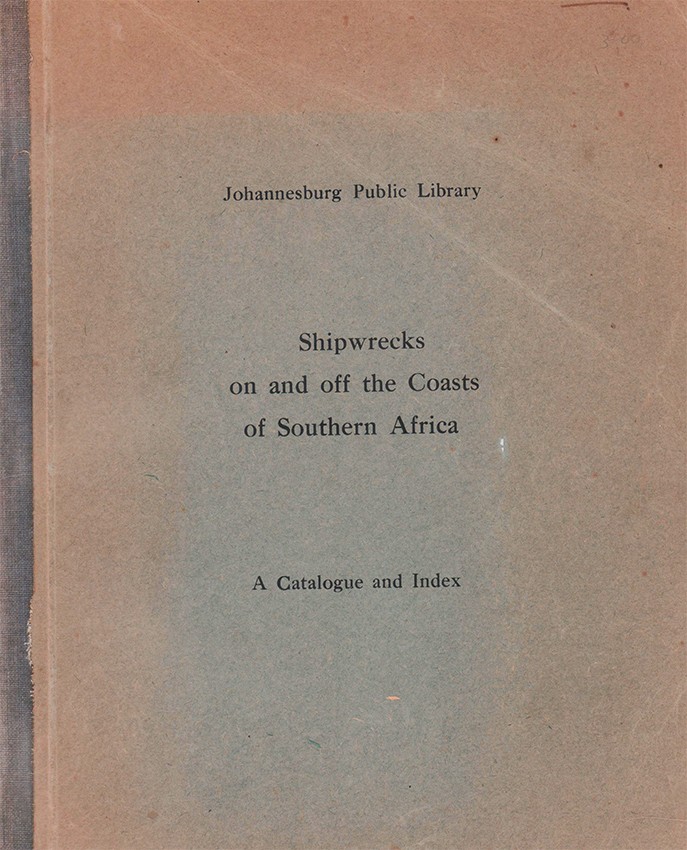 Johannesburg Public Library
Shipwrecks
on and off the Coasts
of Southern Africa
A Catalogue and Index